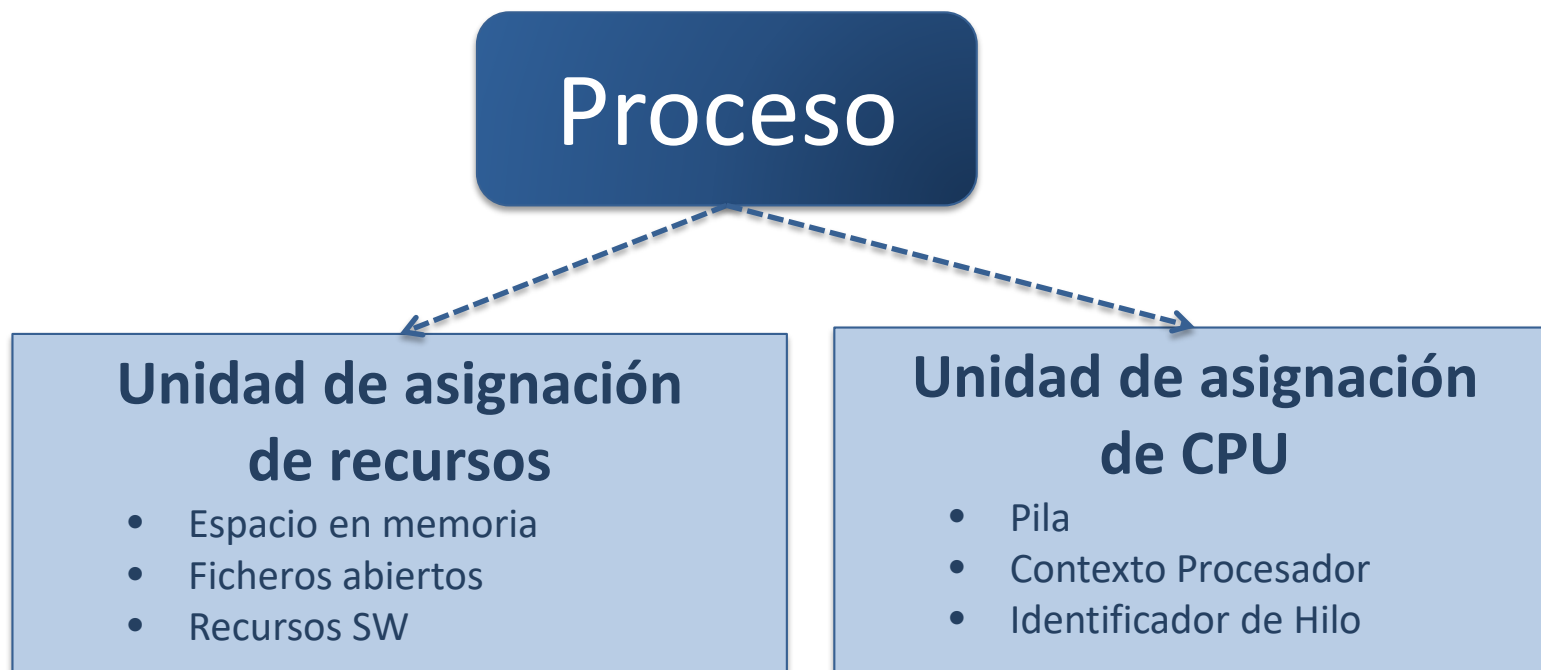 Proceso
Unidad de asignación
de recursos
• Espacio en memoria
• Ficheros abiertos
• Recursos SW
Unidad de asignación
de CPU
• Pila
• Contexto Procesador
• Identificador de Hilo